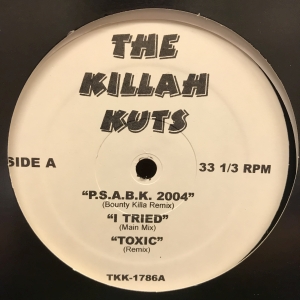 THE
KILLAH
KUTS
SIDE A
33 1/3 RPM
“P.S.A.B.K. 2004”
(Bounty Killa Remix)
“I TRIED”
(Main Mix)
“TOXIC”
(Remix)
TKK-1786A